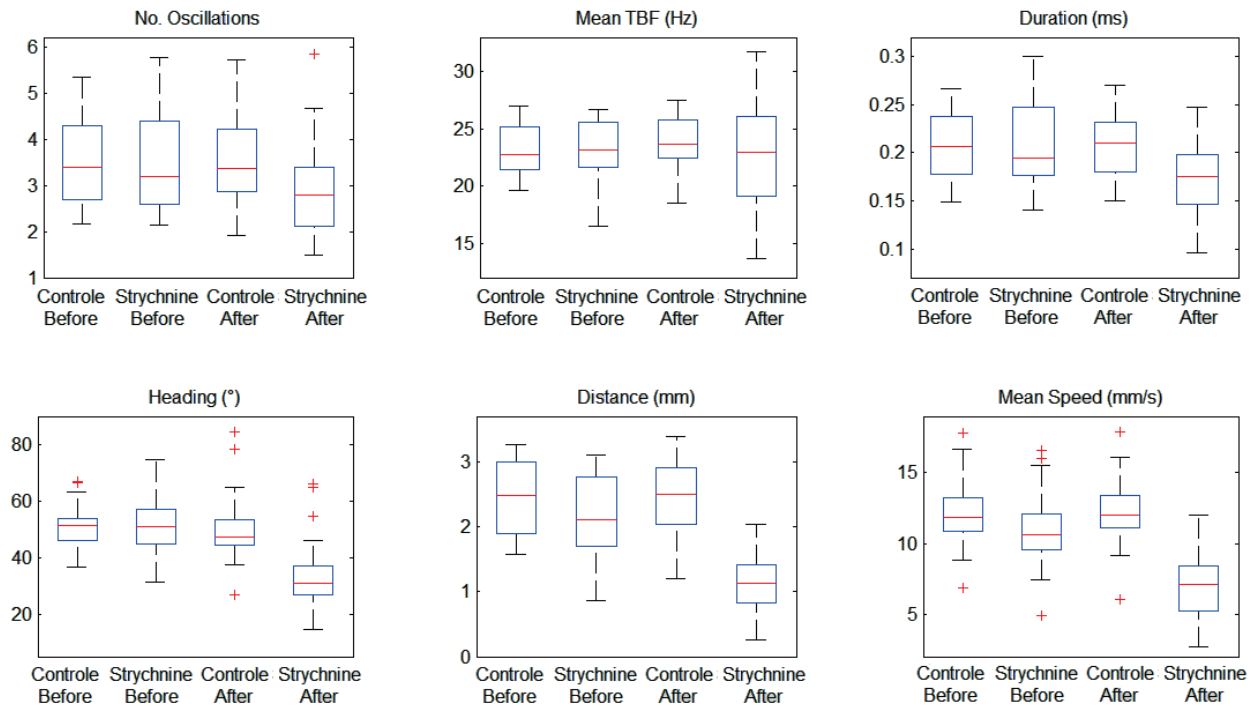 No. Oscillations
6
5
4
3
2
1
Controle Strychnine Controle Strychnine
Before Before After After
Mean TBF (Hz)
30
25
20
15
Controle Strychnine Controle Strychnine
Before Before After After
Duration (ms)
0.3
0.25
0.2
0.15
0.1
Controle Strychnine Controle Strychnine
Before Before After After
Heading (°)
80
60
40
20
Controle Strychnine Controle Strychnine
Before Before After After
Distance (mm)
3
2
1
0
Controle Strychnine Controle Strychnine
Before Before After After
Mean Speed (mm/s)
15
10
5
Controle Strychnine Controle Strychnine
Before Before After After